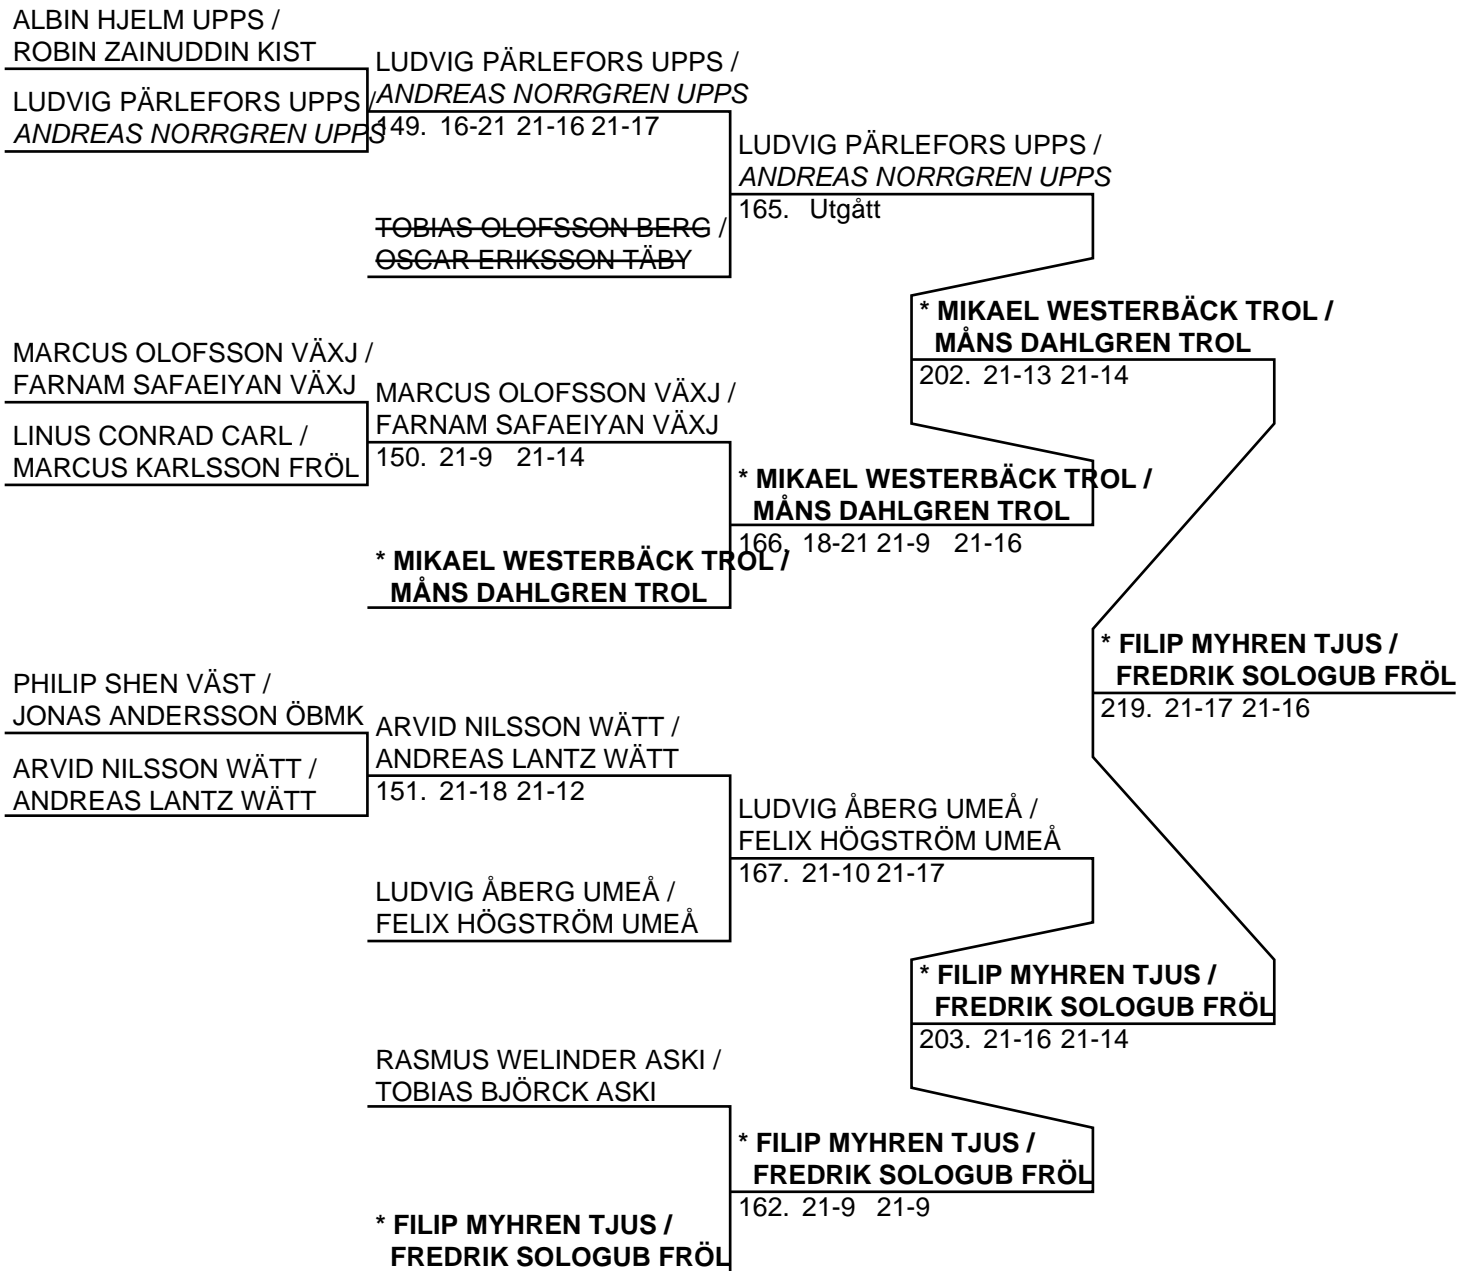 ALBIN HJELM UPPS /
ROBIN ZAINUDDIN KIST
LUDVIG PÄRLEFORS UPPS /
ANDREAS NORRGREN UPPS
LUDVIG PÄRLEFORS UPPS /
ANDREAS NORRGREN UPPS
149. 16-21 21-16 21-17
TOBIAS OLOFSSON BERG /
OSCAR ERIKSSON TÄBY
LUDVIG PÄRLEFORS UPPS /
ANDREAS NORRGREN UPPS
165. Utgått
MARCUS OLOFSSON VÄXJ /
FARNAM SAFAEIYAN VÄXJ
LINUS CONRAD CARL /
MARCUS KARLSSON FRÖL
MARCUS OLOFSSON VÄXJ /
FARNAM SAFAEIYAN VÄXJ
150. 21-9 21-14
* MIKAEL WESTERBÄCK TROL /
MÅNS DAHLGREN TROL
* MIKAEL WESTERBÄCK TROL /
MÅNS DAHLGREN TROL
166. 18-21 21-9 21-16
* MIKAEL WESTERBÄCK TROL /
MÅNS DAHLGREN TROL
202. 21-13 21-14
PHILIP SHEN VÄST /
JONAS ANDERSSON ÖBMK
ARVID NILSSON WÄTT /
ANDREAS LANTZ WÄTT
ARVID NILSSON WÄTT /
ANDREAS LANTZ WÄTT
151. 21-18 21-12
LUDVIG ÅBERG UMEÅ /
FELIX HÖGSTRÖM UMEÅ
LUDVIG ÅBERG UMEÅ /
FELIX HÖGSTRÖM UMEÅ
167. 21-10 21-17
RASMUS WELINDER ASKI /
TOBIAS BJÖRCK ASKI
* FILIP MYHREN TJUS /
FREDRIK SOLOGUB FRÖL
* FILIP MYHREN TJUS /
FREDRIK SOLOGUB FRÖL
162. 21-9 21-9
* FILIP MYHREN TJUS /
FREDRIK SOLOGUB FRÖL
203. 21-16 21-14
* FILIP MYHREN TJUS /
FREDRIK SOLOGUB FRÖL
219. 21-17 21-16